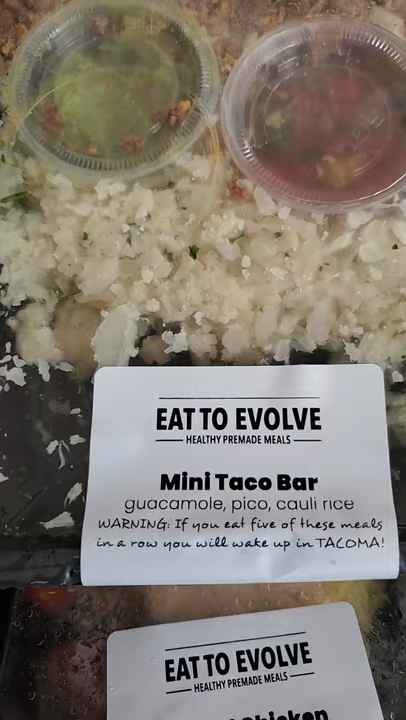 EAT TO EVOLVE
HEALTHY PREMADE MEALS
Mini Taco Bar
guacamole, pico, cauli rice
WARNING: If you eat five of these meals
in a row you will wake up in TACOMA!
EAT TO EVOLVE
HEALTHY PREMADE MEALS
Chicken